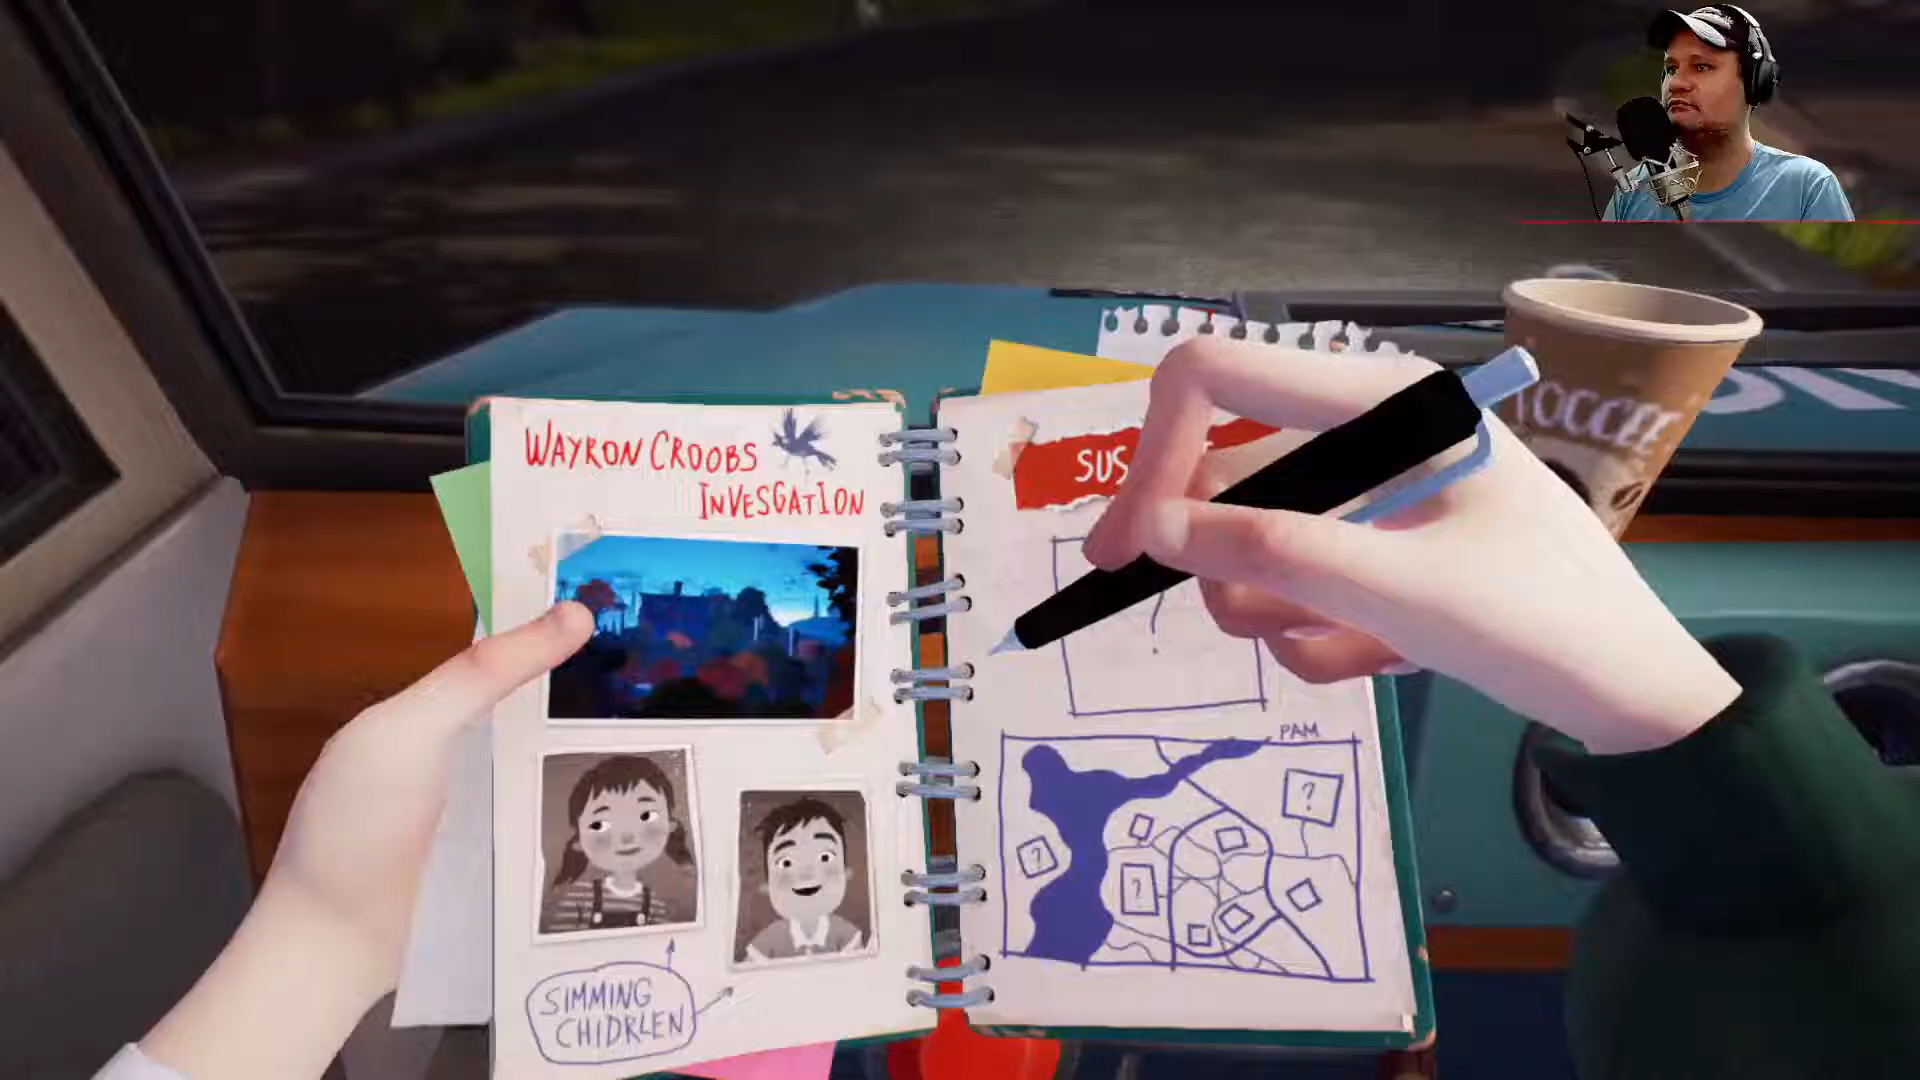 WAYRON CROOBS
INVESGATION
SUS
PAM
?
?
?
?
SIMMING
CHIDRLEN